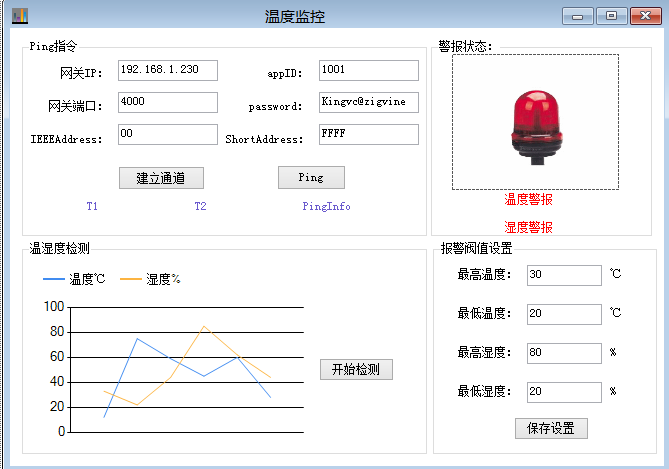 温度监控
Ping指令
网关IP： 192.168.1.230 appID： 1001
网关端口： 4000 password： Kingvc@zigvine
IEEEAddress： 00 ShortAddress： FFFF
建立通道 Ping
T1 T2 PingInfo
警报状态：
温度警报
湿度警报
温湿度检测
温度℃ 湿度%
100
80
60
40
20
0
开始检测
报警阀值设置
最高温度： 30 ℃
最低温度： 20 ℃
最高湿度： 80 %
最低湿度： 20 %
保存设置